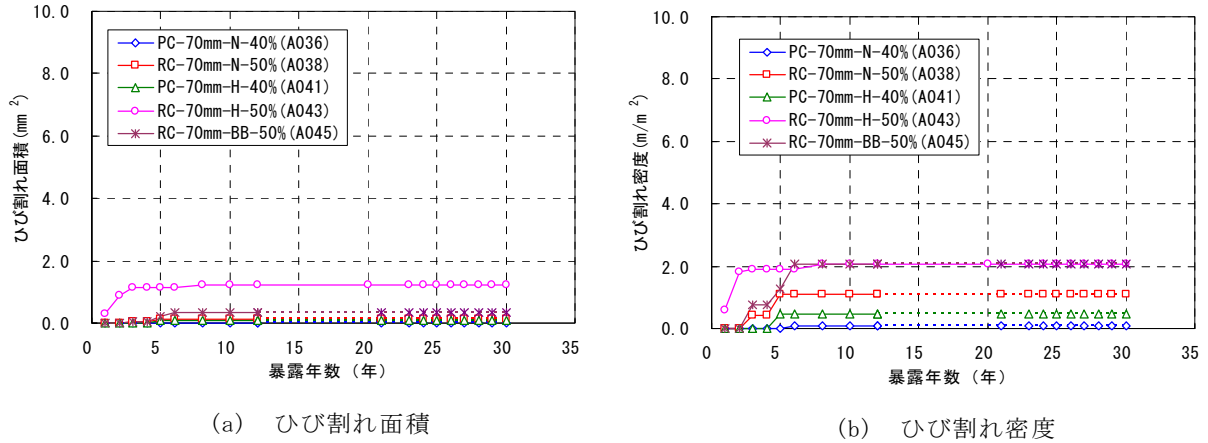 10.0
8.0
6.0
4.0
2.0
0.0
ひび割れ面積(mm²)
PC-70mm-N-40%(A036)
RC-70mm-N-50%(A038)
PC-70mm-H-40%(A041)
RC-70mm-H-50%(A043)
RC-70mm-BB-50%(A045)
0 5 10 15 20 25 30 35
暴露年数（年）
(a) ひび割れ面積
10.0
8.0
6.0
4.0
2.0
0.0
ひび割れ密度(m/m²)
PC-70mm-N-40%(A036)
RC-70mm-N-50%(A038)
PC-70mm-H-40%(A041)
RC-70mm-H-50%(A043)
RC-70mm-BB-50%(A045)
0 5 10 15 20 25 30 35
暴露年数（年）
(b) ひび割れ密度